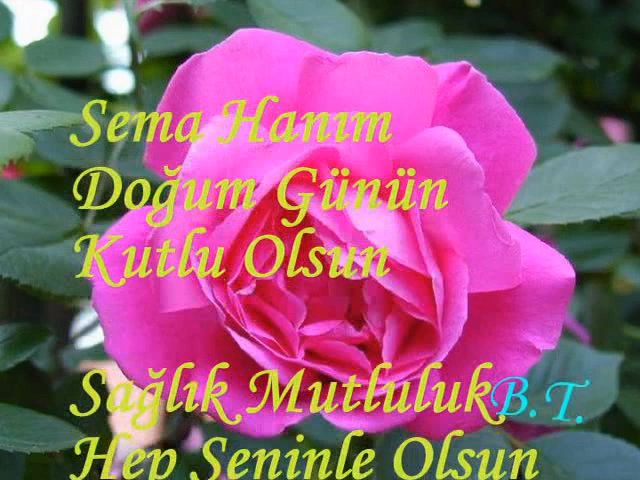 Sema Hanım
Doğum Günün
Kutlu Olsun
Sağlık Mutluluk B.T.
Hep Seninle Olsun